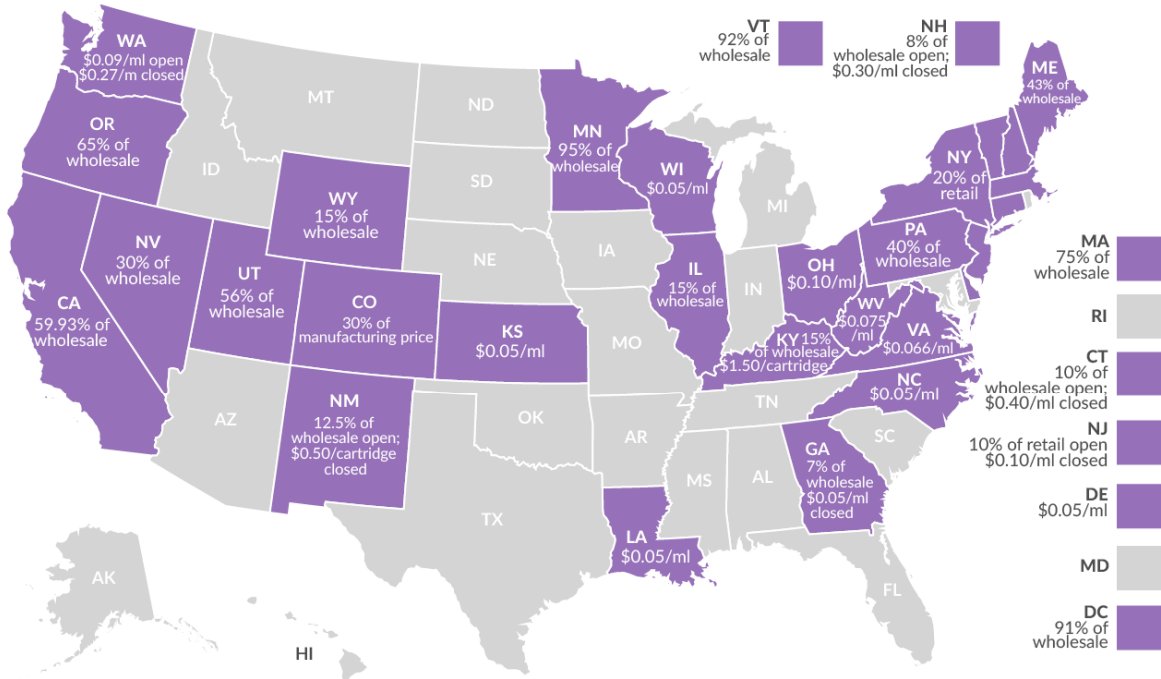 VT
92% of
wholesale
NH
8% of
wholesale open;
$0.30/ml closed
WA
$0.09/ml open
$0.27/m closed
ME
43% of
wholesale
MT
ND
OR
65% of
wholesale
MN
95% of
wholesale
ID
WI
$0.05/ml
NY
20% of
retail
SD
WY
15% of
wholesale
MI
PA
40% of
wholesale
MA
75% of
wholesale
NV
30% of
wholesale
IA
NE
UT
56% of
wholesale
IL
15% of
wholesale
IN
OH
$0.10/ml
CA
59.93% of
wholesale
CO
30% of
manufacturing price
WV
$0.075
/ml
VA
$0.066/ml
RI
KS
$0.05/ml
MO
KY 15%
of wholesale
$1.50/cartridge
CT
10%
wholesale open;
$0.40/ml closed
NC
$0.05/ml
TN
AZ
NM
12.5% of
wholesale open;
$0.50/cartridge
closed
OK
AR
SC
NJ
10% of retail open
$0.10/ml closed
GA
7% of
wholesale
$0.05/ml
closed
MS
AL
DE
$0.05/ml
TX
LA
$0.05/ml
MD
AK
FL
DC
91% of
wholesale
HI